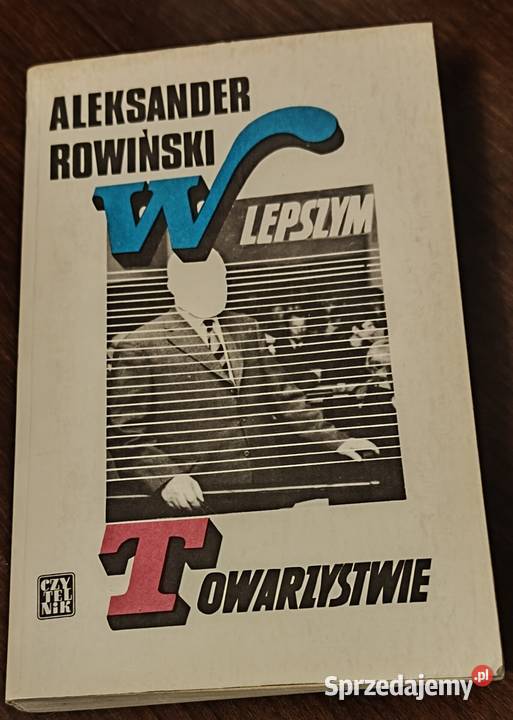 ALEKSANDER
ROWIŃSKI
W LEPSZYM
TOWARZYSTWIE
CZY
TEL
NiK
Sprzedajemy.pl